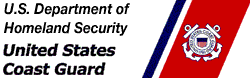 U.S. Department of
Homeland Security
United States
Coast Guard